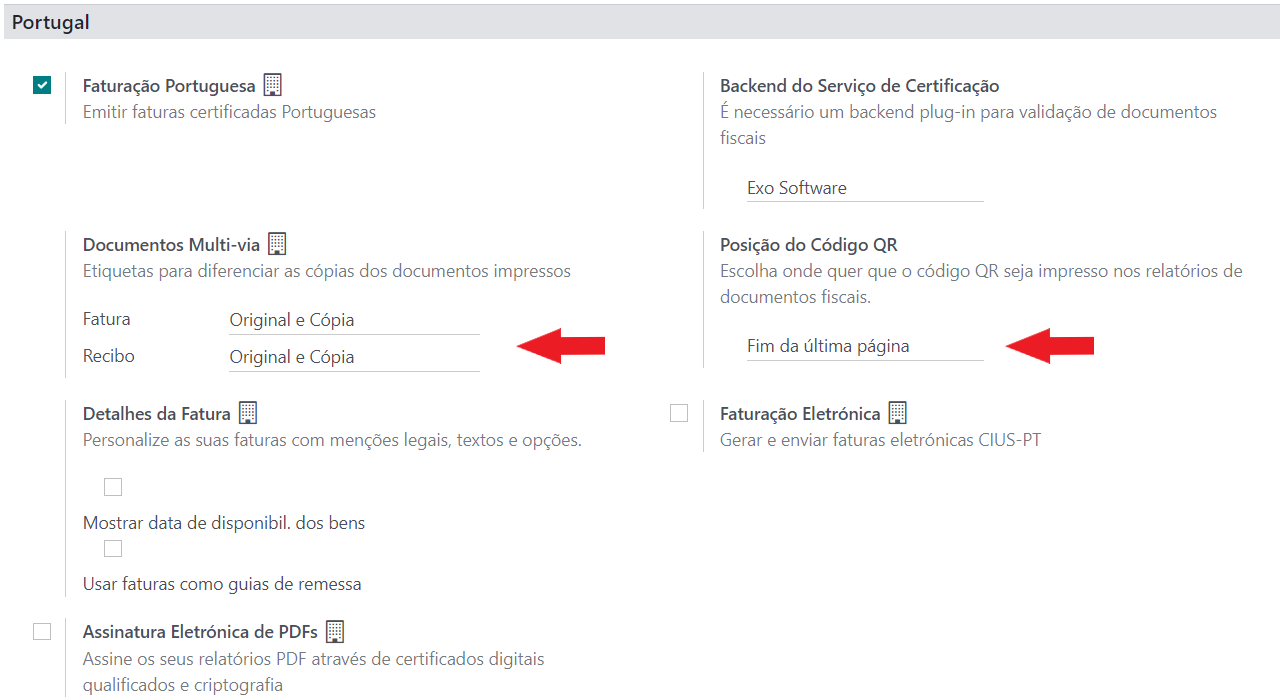 Portugal
Faturação Portuguesa
Emitir faturas certificadas Portuguesas
Backend do Serviço de Certificação
É necessário um backend plug-in para validação de documentos
fiscais
Exo Software
Documentos Multi-via
Etiquetas para diferenciar as cópias dos documentos impressos
Fatura
Original e Cópia
Recibo
Original e Cópia
Posição do Código QR
Escolha onde quer que o código QR seja impresso nos relatórios de
documentos fiscais.
Fim da última página
Detalhes da Fatura
Personalize as suas faturas com menções legais, textos e opções.
Mostrar data de disponibil. dos bens
Usar faturas como guias de remessa
Faturação Eletrónica
Gerar e enviar faturas eletrónicas CIUS-PT
Assinatura Eletrónica de PDFs
Assine os seus relatórios PDF através de certificados digitais
qualificados e criptografia